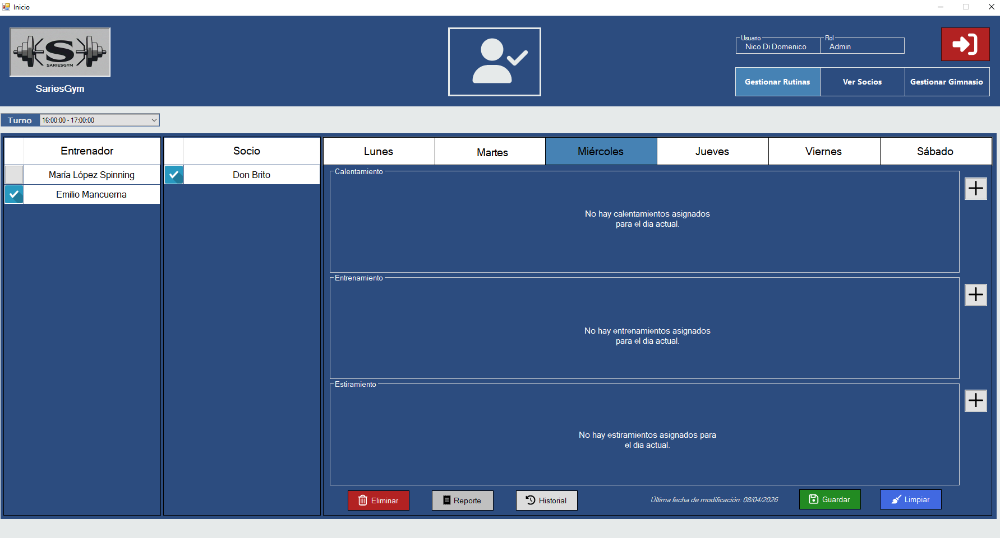 Inicio
S
SARIESGYM
SariesGym
Usuario
Nico Di Domenico
Rol
Admin
Gestionar Rutinas
Ver Socios
Gestionar Gimnasio
Turno
16:00:00 - 17:00:00
Entrenador
María López Spinning
Emilio Mancuerna
Socio
Don Brito
Lunes
Martes
Miércoles
Jueves
Viernes
Sábado
Calentamiento
No hay calentamientos asignados
para el dia actual.
Entrenamiento
No hay entrenamientos asignados
para el dia actual.
Estiramiento
No hay estiramientos asignados para
el dia actual.
Eliminar
Reporte
Historial
Última fecha de modificación: 08/04/2026
Guardar
Limpiar